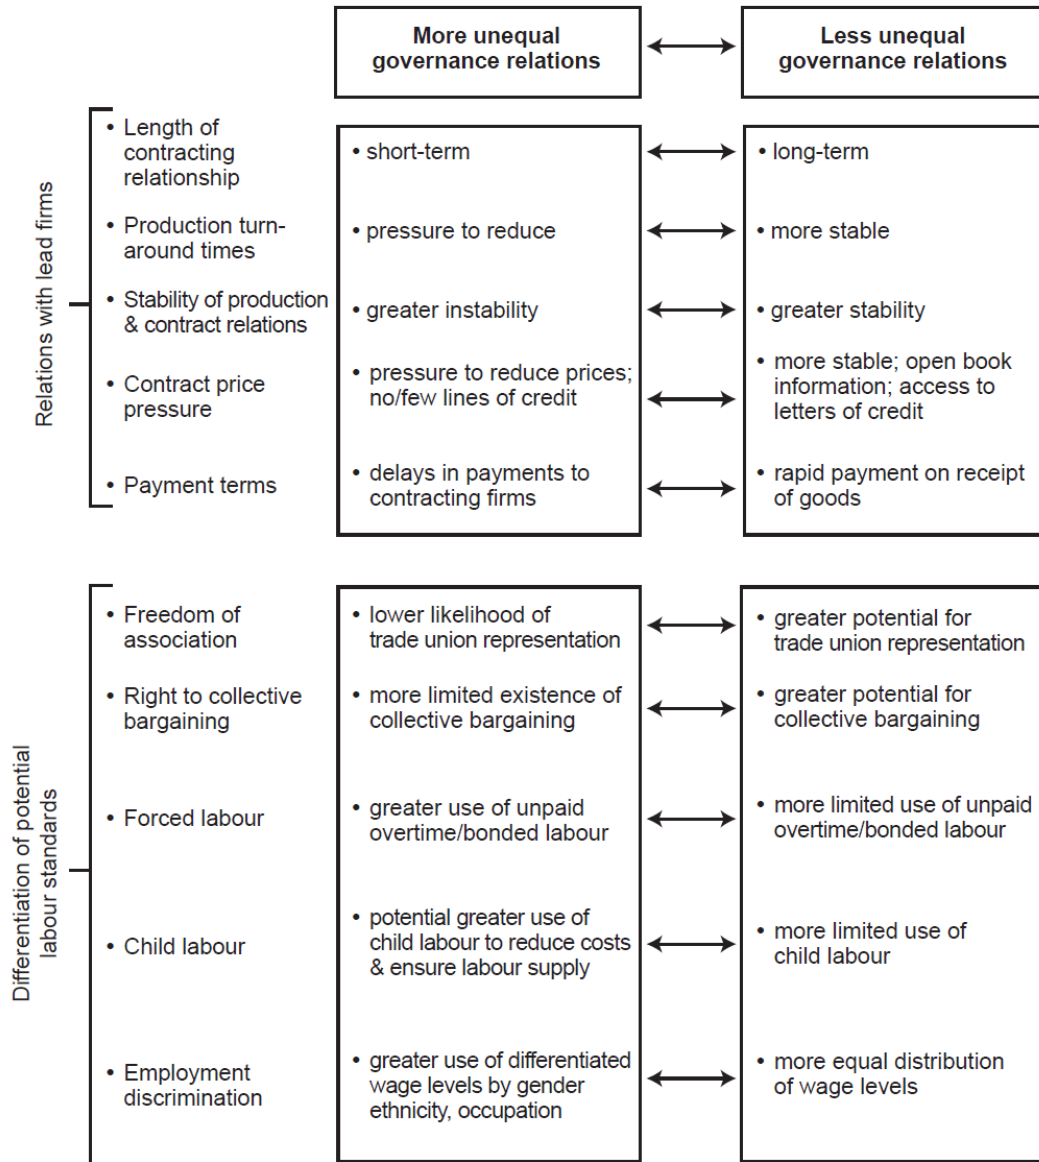 More unequal
governance relations
Less unequal
governance relations
Relations with lead firms
• Length of
contracting
relationship
• short-term
• long-term
• Production turn-
around times
• pressure to reduce
• more stable
• Stability of production
& contract relations
• greater instability
• greater stability
• Contract price
pressure
• pressure to reduce prices;
no/few lines of credit
• more stable; open book
information; access to
letters of credit
• Payment terms
• delays in payments to
contracting firms
• rapid payment on receipt
of goods
Differentiation of potential
labour standards
• Freedom of
association
• lower likelihood of
trade union representation
• greater potential for
trade union representation
• Right to collective
bargaining
• more limited existence of
collective bargaining
• greater potential for
collective bargaining
• Forced labour
• greater use of unpaid
overtime/bonded labour
• more limited use of unpaid
overtime/bonded labour
• Child labour
• potential greater use of
child labour to reduce costs
& ensure labour supply
• more limited use of
child labour
• Employment
discrimination
• greater use of differentiated
wage levels by gender
ethnicity, occupation
• more equal distribution
of wage levels